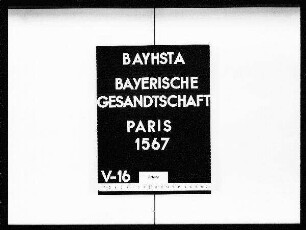 BAYHSTA
BAYERISCHE
GESANDTSCHAFT
PARIS
1567
V-16